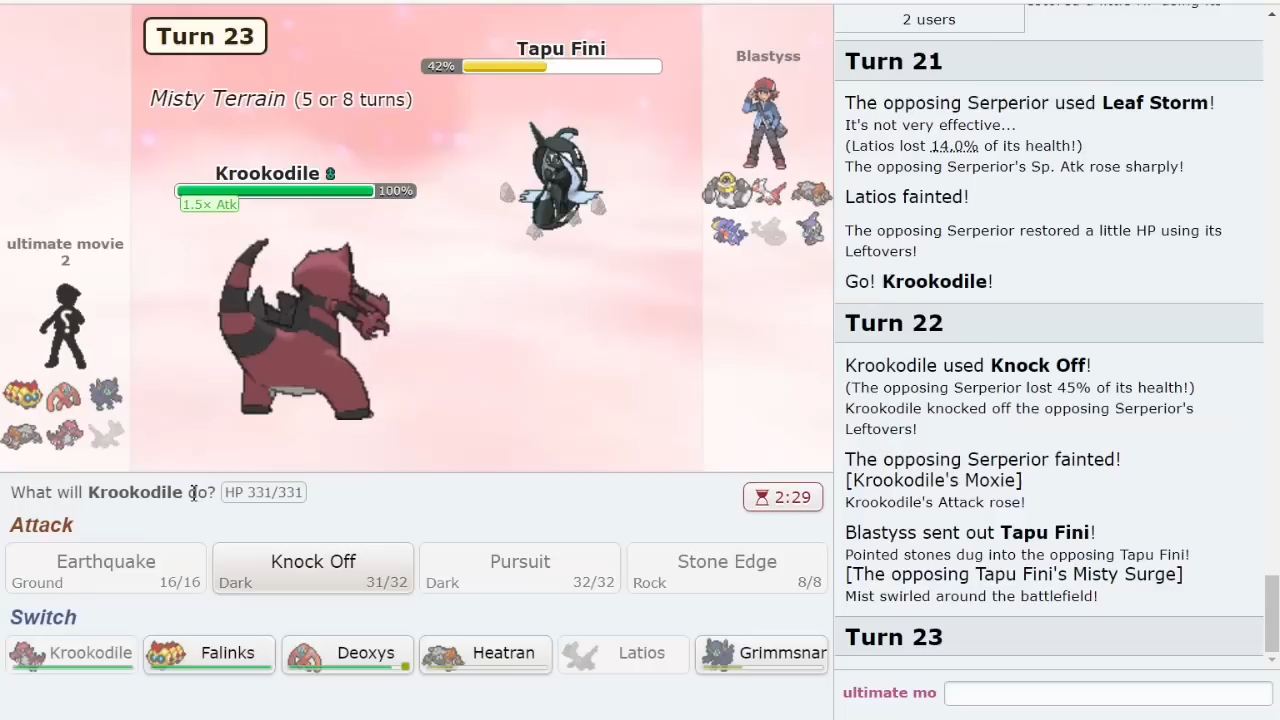 Turn 23
Tapu Fini
42%
Misty Terrain (5 or 8 turns)
Krookodile
100%
1.5× Atk
Blastyss
ultimate movie
2
What will Krookodile do? HP 331/331
2:29
Attack
Earthquake
Ground 16/16
Knock Off
Dark 31/32
Pursuit
Dark 32/32
Stone Edge
Rock 8/8
Switch
Krookodile
Falinks
Deoxys
Heatran
Latios
Grimmsnar
2 users
Turn 21
The opposing Serperior used Leaf Storm!
It's not very effective...
(Latios lost 14.0% of its health!)
The opposing Serperior's Sp. Atk rose sharply!
Latios fainted!
The opposing Serperior restored a little HP using its
Leftovers!
Go! Krookodile!
Turn 22
Krookodile used Knock Off!
(The opposing Serperior lost 45% of its health!)
Krookodile knocked off the opposing Serperior's
Leftovers!
The opposing Serperior fainted!
[Krookodile's Moxie]
Krookodile's Attack rose!
Blastyss sent out Tapu Fini!
Pointed stones dug into the opposing Tapu Fini!
[The opposing Tapu Fini's Misty Surge]
Mist swirled around the battlefield!
Turn 23
ultimate mo